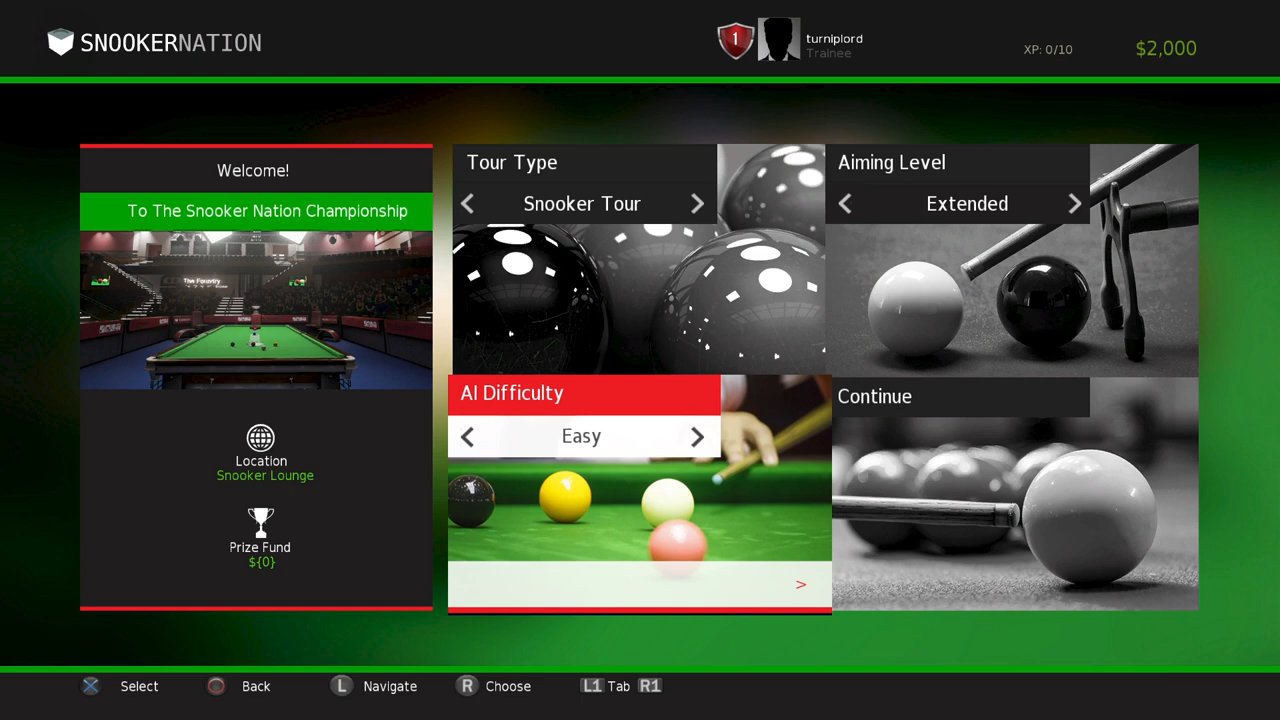 SNOOKERNATION
1
turniplord
Trainee
XP: 0/10
$2,000
Welcome!
To The Snooker Nation Championship
The Foundry
Location
Snooker Lounge
Prize Fund
${0}
Tour Type
Snooker Tour
Aiming Level
Extended
AI Difficulty
Easy
>
Continue
Select
Back
L Navigate
R Choose
L1 Tab R1